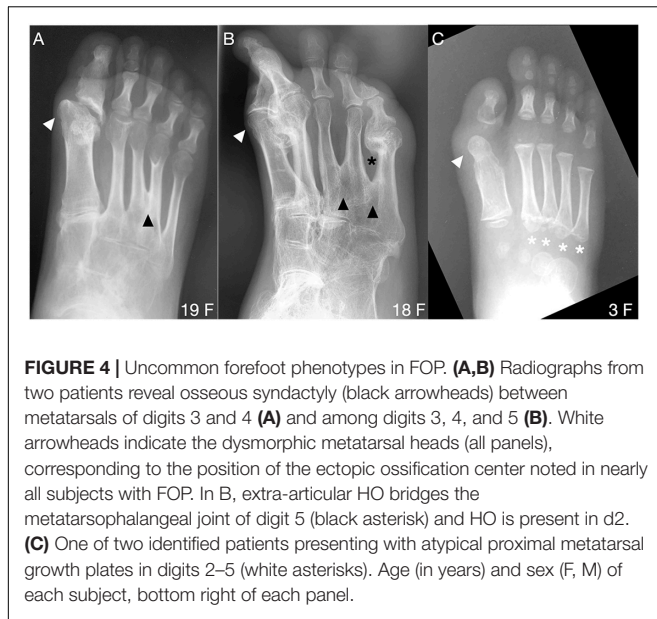 A
B
C
*
* * * *
19 F
18 F
3 F
FIGURE 4 | Uncommon forefoot phenotypes in FOP. (A,B) Radiographs from
two patients reveal osseous syndactyly (black arrowheads) between
metatarsals of digits 3 and 4 (A) and among digits 3, 4, and 5 (B). White
arrowheads indicate the dysmorphic metatarsal heads (all panels),
corresponding to the position of the ectopic ossification center noted in nearly
all subjects with FOP. In B, extra-articular HO bridges the
metatarsophalangeal joint of digit 5 (black asterisk) and HO is present in d2.
(C) One of two identified patients presenting with atypical proximal metatarsal
growth plates in digits 2–5 (white asterisks). Age (in years) and sex (F, M) of
each subject, bottom right of each panel.